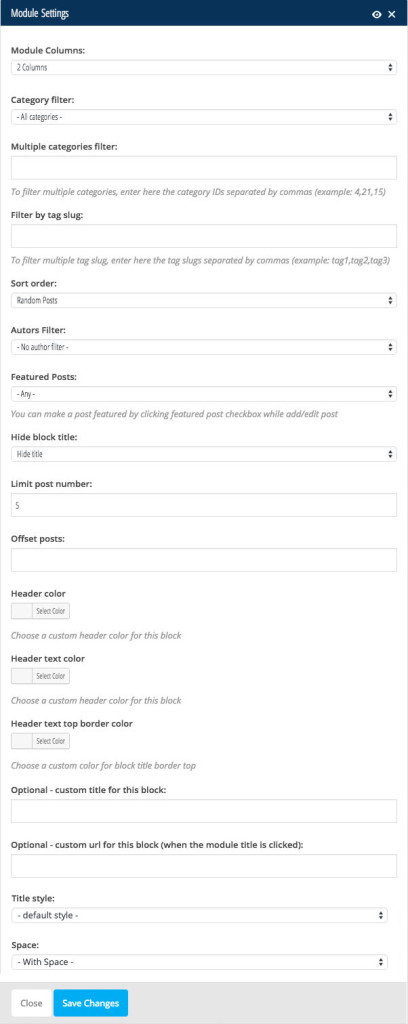 Module Settings
Module Columns:
2 Columns
Category filter:
- All categories -
Multiple categories filter:
To filter multiple categories, enter here the category IDs separated by commas (example: 4,21,15)
Filter by tag slug:
To filter multiple tag slug, enter here the tag slugs separated by commas (example: tag1,tag2,tag3)
Sort order:
Random Posts
Autors Filter:
- No author filter -
Featured Posts:
- Any -
You can make a post featured by clicking featured post checkbox while add/edit post
Hide block title:
Hide title
Limit post number:
5
Offset posts:
Header color
Select Color
Choose a custom header color for this block
Header text color
Select Color
Choose a custom header color for this block
Header text top border color
Select Color
Choose a custom color for block title border top
Optional - custom title for this block:
Optional - custom url for this block (when the module title is clicked):
Title style:
- default style -
Space:
- With Space -
Close Save Changes